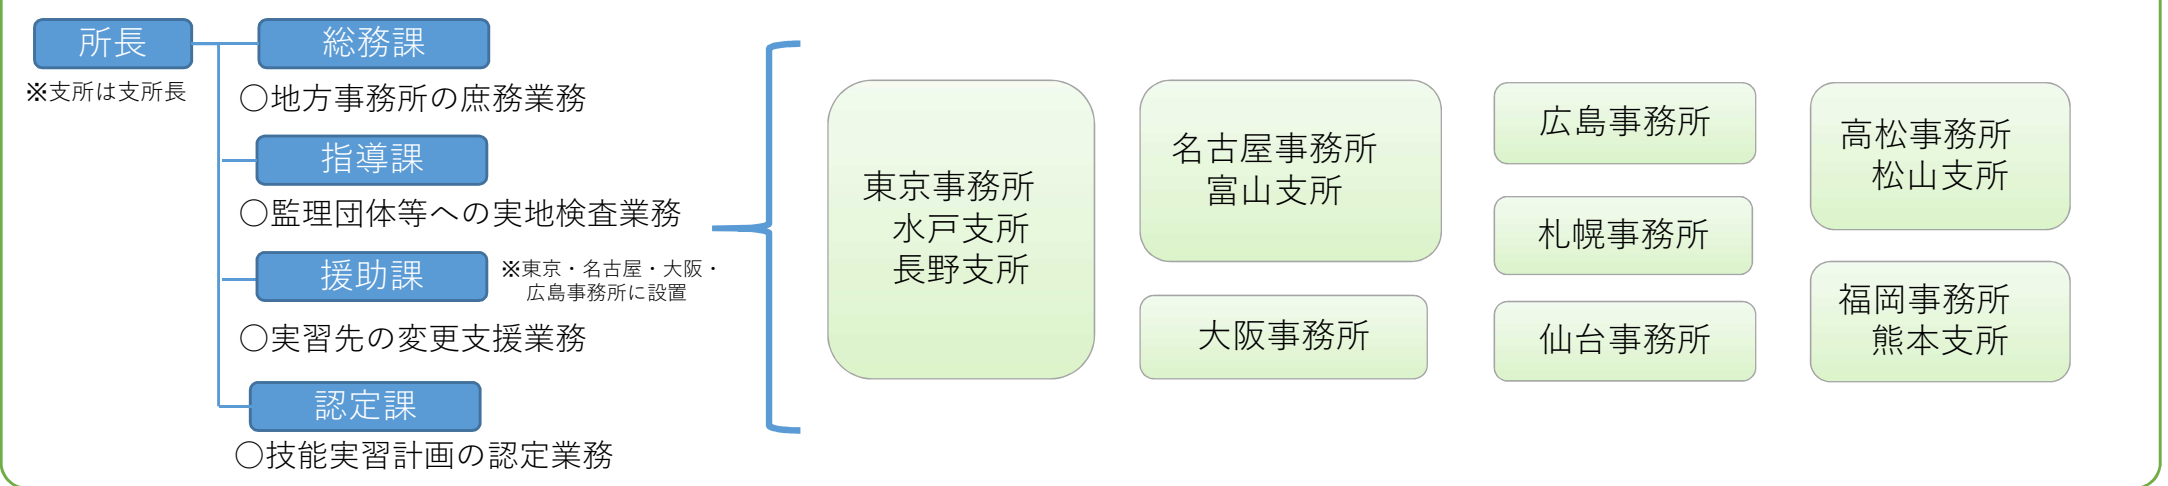 所長
※支所は支所長
総務課
○地方事務所の庶務業務
指導課
○監理団体等への実地検査業務
援助課
※東京・名古屋・大阪・
広島事務所に設置
○実習先の変更支援業務
認定課
○技能実習計画の認定業務
東京事務所
水戸支所
長野支所
名古屋事務所
富山支所
大阪事務所
広島事務所
札幌事務所
仙台事務所
高松事務所
松山支所
福岡事務所
熊本支所